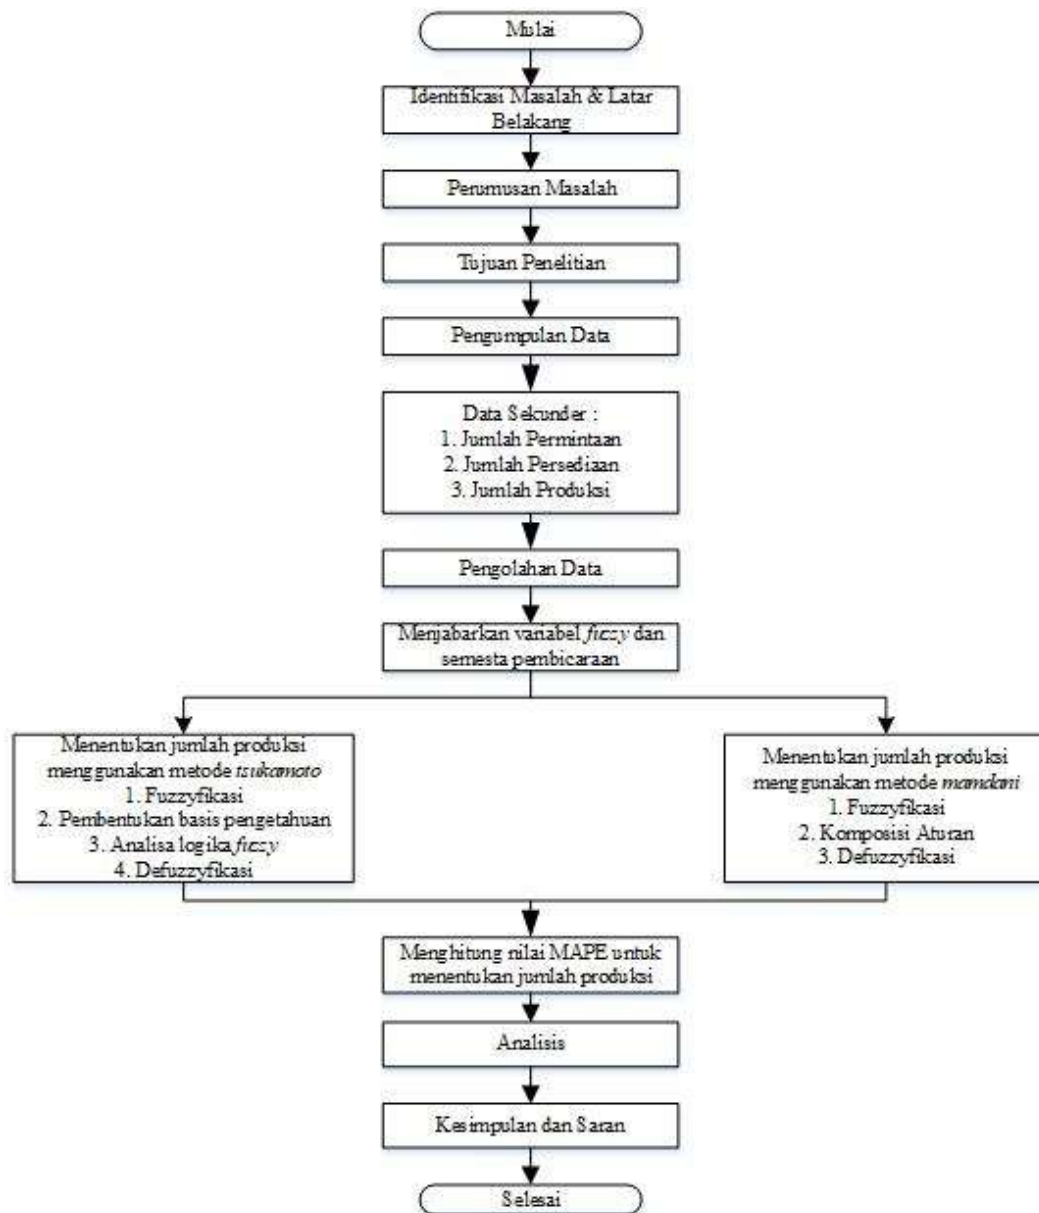 Mulai
Identifikasi Masalah & Latar
Belakang
Perumusan Masalah
Tujuan Penelitian
Pengumpulan Data
Data Sekunder :
1. Jumlah Permintaan
2. Jumlah Persediaan
3. Jumlah Produksi
Pengolahan Data
Menjabarkan variabel fuzzy dan
semesta pembicaraan
Menentukan jumlah produksi
menggunakan metode tsukamoto
1. Fuzzyfikasi
2. Pembentukan basis pengetahuan
3. Analisa logika fuzzy
4. Defuzzyfikasi
Menentukan jumlah produksi
menggunakan metode mamdani
1. Fuzzyfikasi
2. Komposisi Aturan
3. Defuzzyfikasi
Menghitung nilai MAPE untuk
menentukan jumlah produksi
Analisis
Kesimpulan dan Saran
Selesai